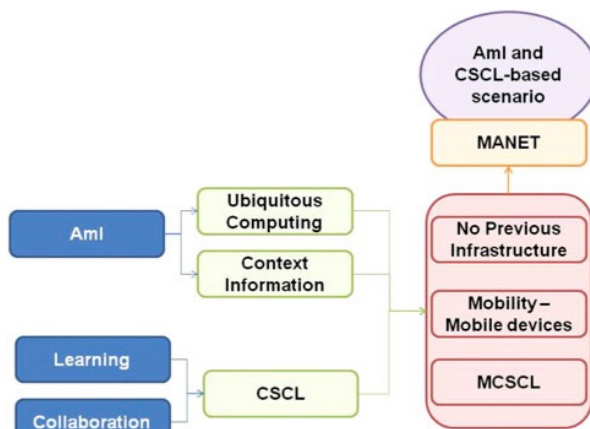 AmI and
CSCL-based
scenario
MANET
Ubiquitous
Computing
AmI
Context
Information
No Previous
Infrastructure
Mobility –
Mobile devices
Learning
CSCL
MCSCL
Collaboration